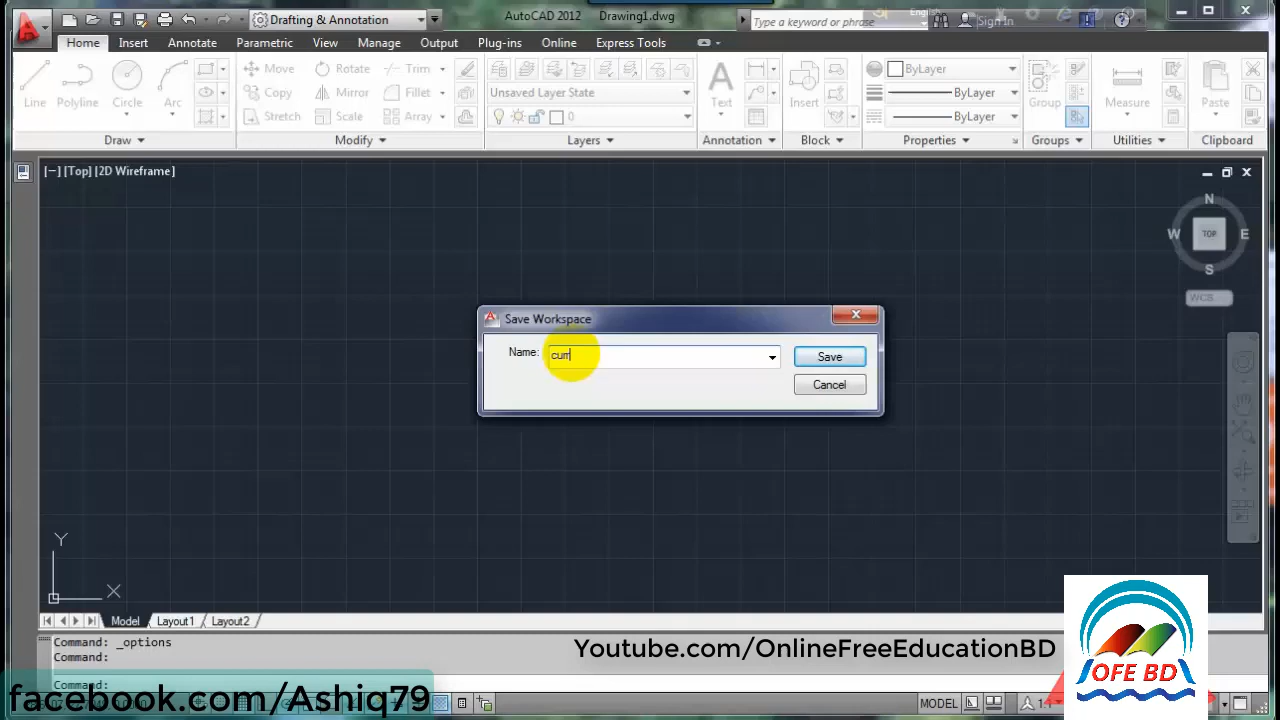 Drafting & Annotation
AutoCAD 2012 Drawing1.dwg
Type a keyword or phrase
Sign In
Home Insert Annotate Parametric View Manage Output Plug-ins Online Express Tools
Line Polyline Circle Arc
Move Rotate Trim
Copy Mirror Fillet
Stretch Scale Array
Unsaved Layer State
0
Text
Insert
ByLayer
ByLayer
ByLayer
Group
Measure
Paste
Draw Modify Layers Annotation Block Properties Groups Utilities Clipboard
[−] [Top] [2D Wireframe]
N
W TOP E
S
WCS
Save Workspace
Name:
Save
Cancel
Y
X
Model Layout1 Layout2
Command: _options
Command:
Command:
Youtube.com/OnlineFreeEducationBD
OFE BD
facebook.com/Ashiq79
MODEL